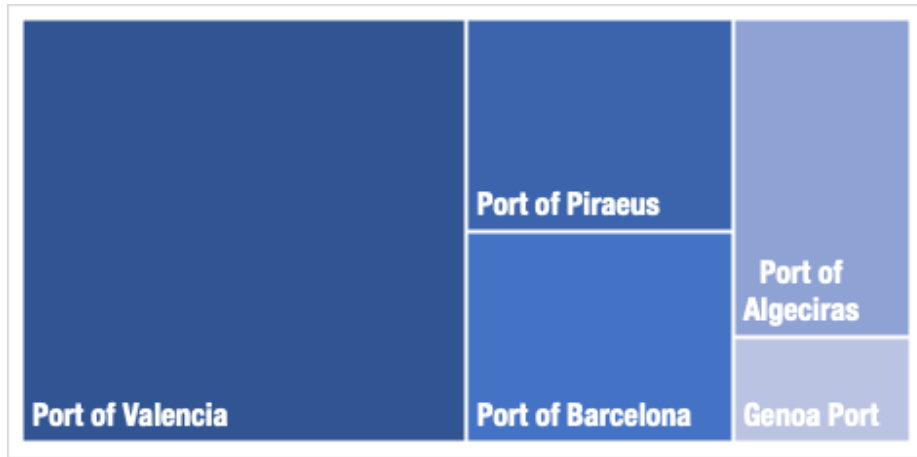 Port of Valencia
Port of Piraeus
Port of Barcelona
Port of
Algeciras
Genoa Port